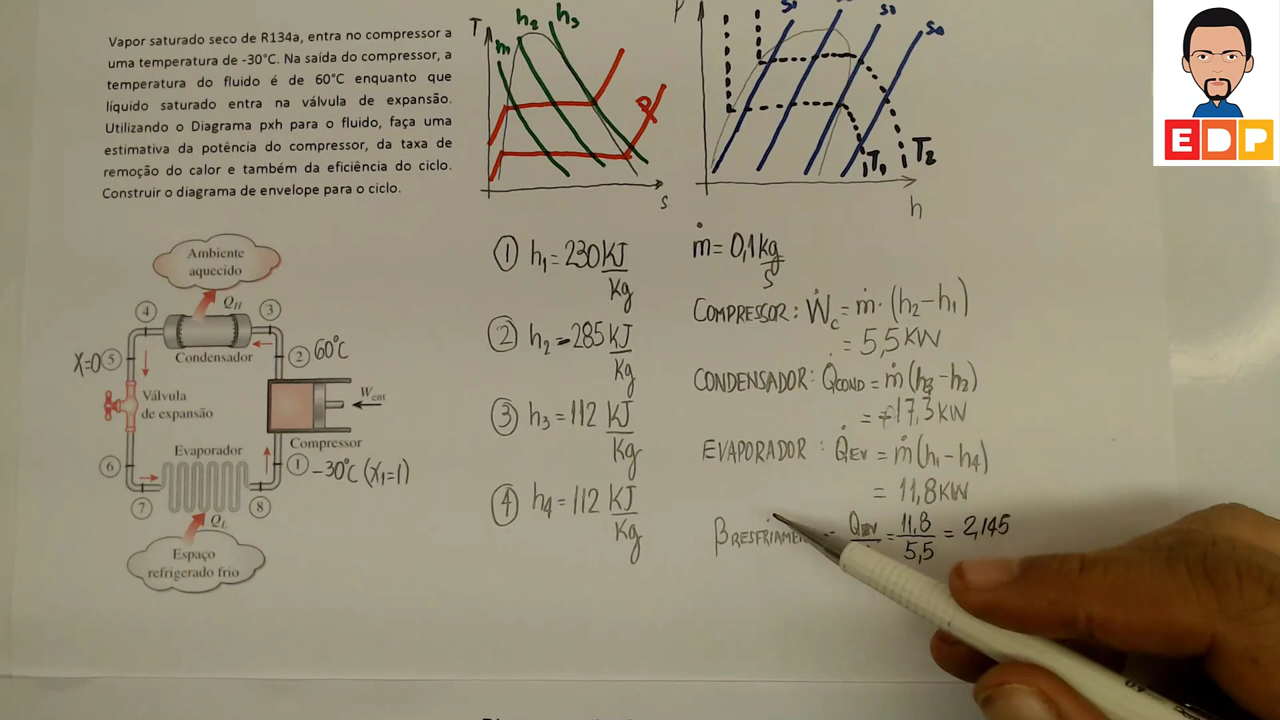 Vapor saturado seco de R134a, entra no compressor a
uma temperatura de -30°C. Na saída do compressor, a
temperatura do fluido é de 60°C enquanto que
líquido saturado entra na válvula de expansão.
Utilizando o Diagrama pxh para o fluido, faça uma
estimativa da potência do compressor, da taxa de
remoção do calor e também da eficiência do ciclo.
Construir o diagrama de envelope para o ciclo.
T
h2
h3
P
s
P
T1
T2
h
EDP
Ambiente
aquecido
QH
4
3
Condensador
X=0
5
2
60°C
Válvula
de expansão
Went
Compressor
Evaporador
6
1
-30°C (X1=1)
7
8
QL
Espaço
refrigerado frio
① h1 = 230 KJ/Kg
② h2 = 285 KJ/Kg
③ h3 = 112 KJ/Kg
④ h4 = 112 KJ/Kg
ṁ = 0,1 kg/s
COMPRESSOR: Ẇc = ṁ · (h2 - h1)
= 5,5 KW
CONDENSADOR: Q̇COND = ṁ (h3 - h2)
= 17,3 KW
EVAPORADOR: Q̇EV = ṁ (h1 - h4)
= 11,8 KW
= 11,8/5,5 = 2,145